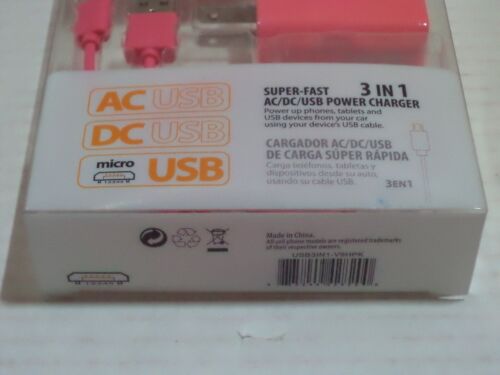 AC USB
DC USB
micro
USB
SUPER-FAST 3 IN 1
AC/DC/USB POWER CHARGER
Power up phones, tablets and
USB devices from your car
using your device's USB cable.
CARGADOR AC/DC/USB
DE CARGA SÚPER RÁPIDA
Carga teléfonos, tabletas y
dispositivos desde su auto,
usando su cable USB.
3EN1
Made in China.
All cell phone models are registered trademarks
of their respective owners.
USB3IN1-V9HPK